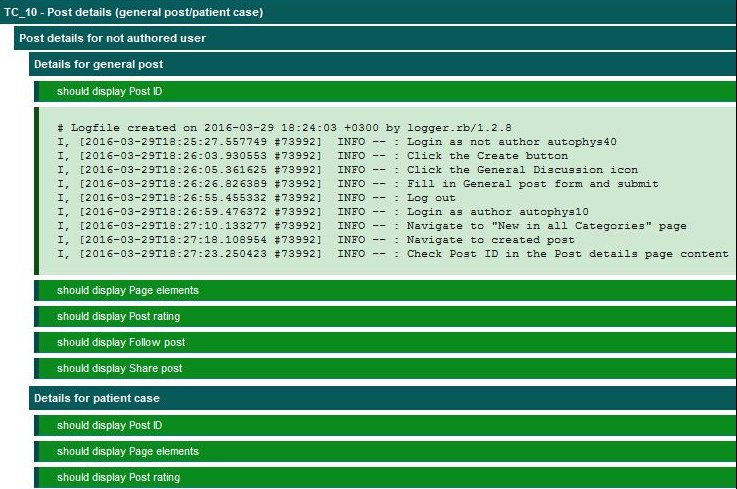 TC_10 - Post details (general post/patient case)
Post details for not authored user
Details for general post
should display Post ID
# Logfile created on 2016-03-29 18:24:03 +0300 by logger.rb/1.2.8
I, [2016-03-29T18:25:27.557749 #73992]  INFO -- : Login as not author autophys40
I, [2016-03-29T18:26:03.930553 #73992]  INFO -- : Click the Create button
I, [2016-03-29T18:26:05.361625 #73992]  INFO -- : Click the General Discussion icon
I, [2016-03-29T18:26:26.826389 #73992]  INFO -- : Fill in General post form and submit
I, [2016-03-29T18:26:55.455332 #73992]  INFO -- : Log out
I, [2016-03-29T18:26:59.476372 #73992]  INFO -- : Login as author autophys10
I, [2016-03-29T18:27:10.133277 #73992]  INFO -- : Navigate to "New in all Categories" page
I, [2016-03-29T18:27:18.108954 #73992]  INFO -- : Navigate to created post
I, [2016-03-29T18:27:23.250423 #73992]  INFO -- : Check Post ID in the Post details page content
should display Page elements
should display Post rating
should display Follow post
should display Share post
Details for patient case
should display Post ID
should display Page elements
should display Post rating